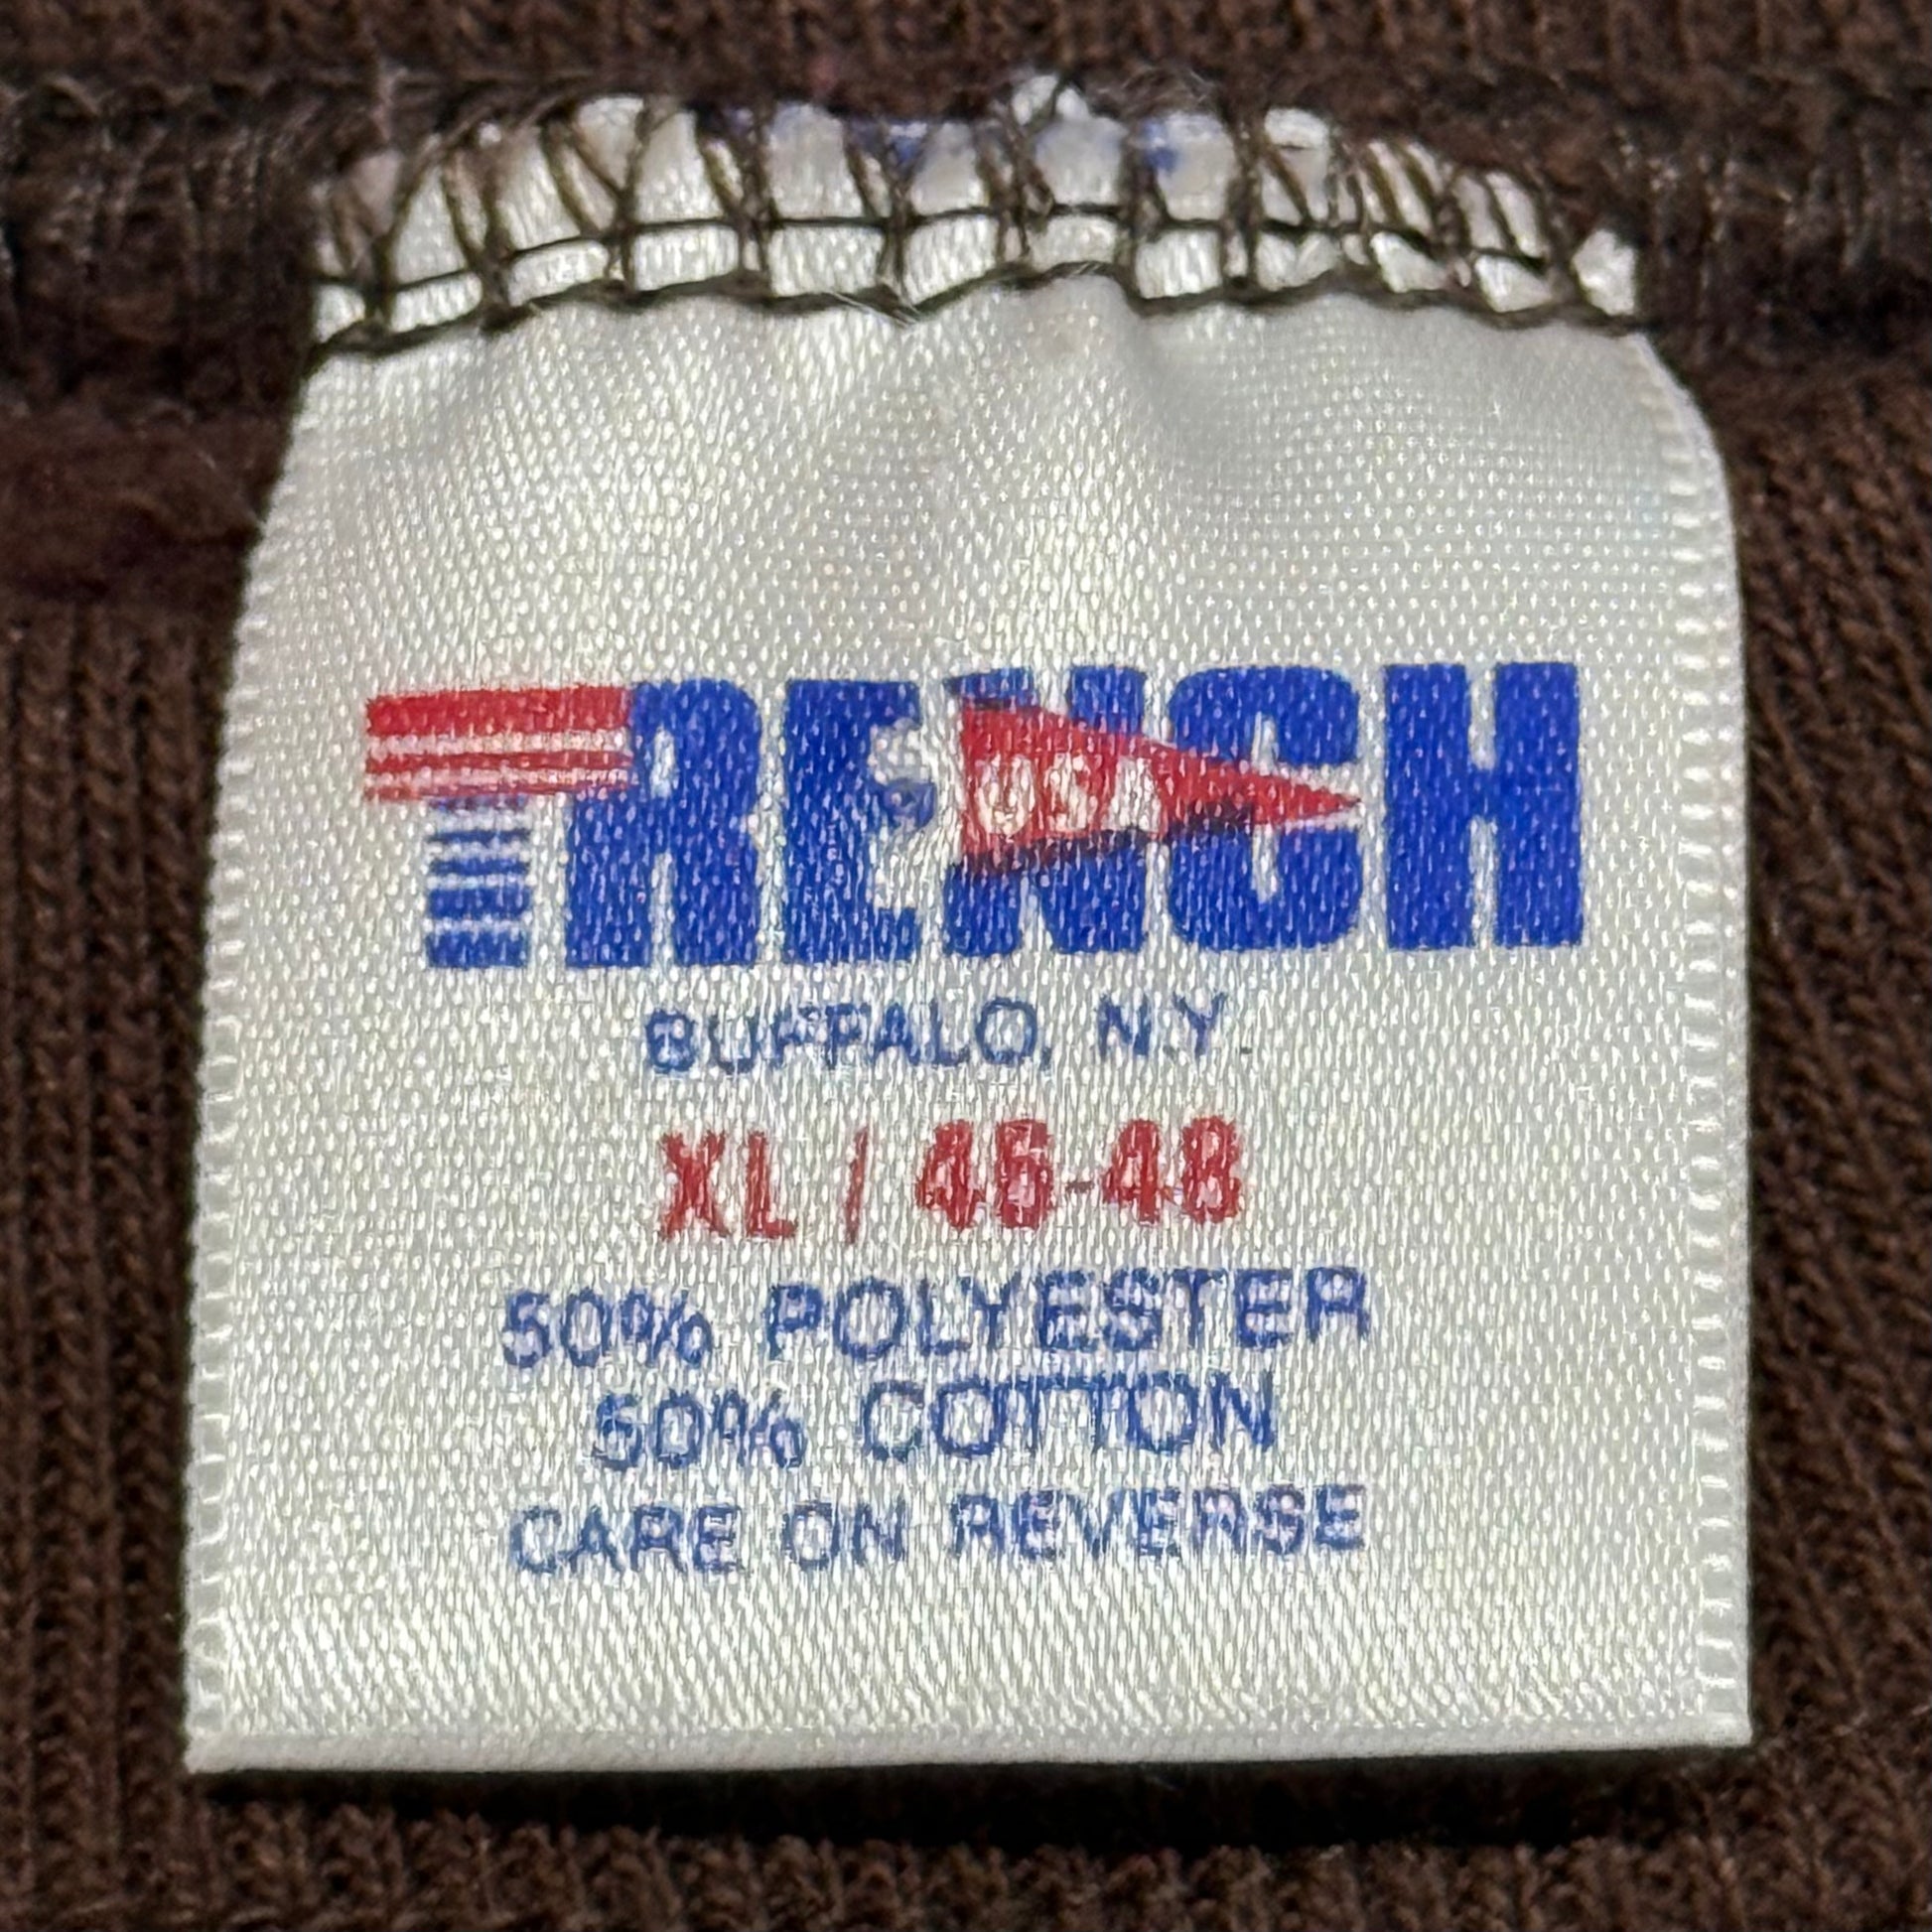 TRENCH
USA
BUFFALO, N.Y.
XL / 46-48
50% POLYESTER
50% COTTON
CARE ON REVERSE